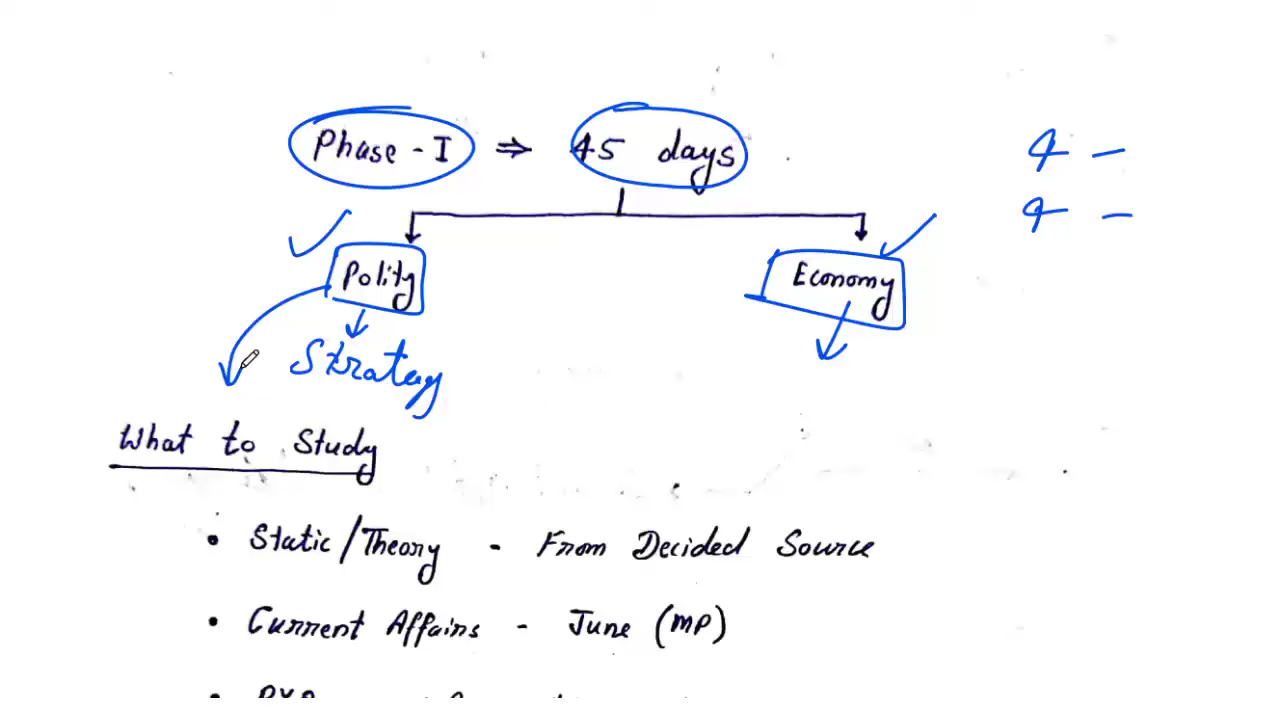 Phase - I ⇒ 45 days
4 -
4 -
Polity Economy
Strategy
What to Study
• Static/Theory - From Decided Source
• Current Affairs - June (MP)